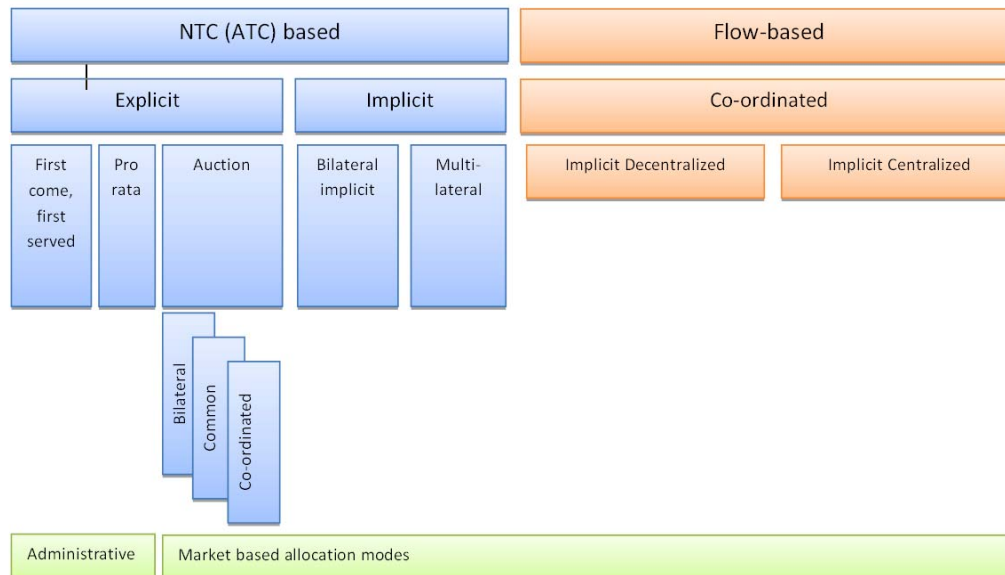 NTC (ATC) based
Flow-based
Explicit
Implicit
Co-ordinated
First
come,
first
served
Pro
rata
Auction
Bilateral
implicit
Multi-
lateral
Implicit Decentralized
Implicit Centralized
Bilateral
Common
Co-ordinated
Administrative
Market based allocation modes